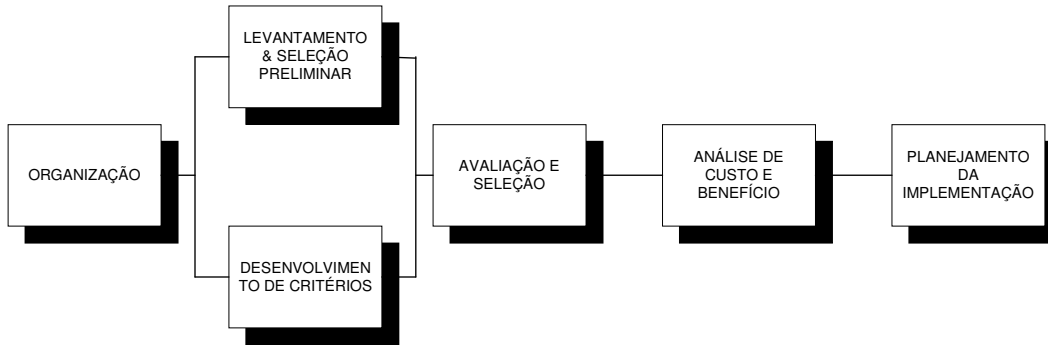 ORGANIZAÇÃO
LEVANTAMENTO
& SELEÇÃO
PRELIMINAR
DESENVOLVIMEN
TO DE CRITÉRIOS
AVALIAÇÃO E
SELEÇÃO
ANÁLISE DE
CUSTO E
BENEFÍCIO
PLANEJAMENTO
DA
IMPLEMENTAÇÃO